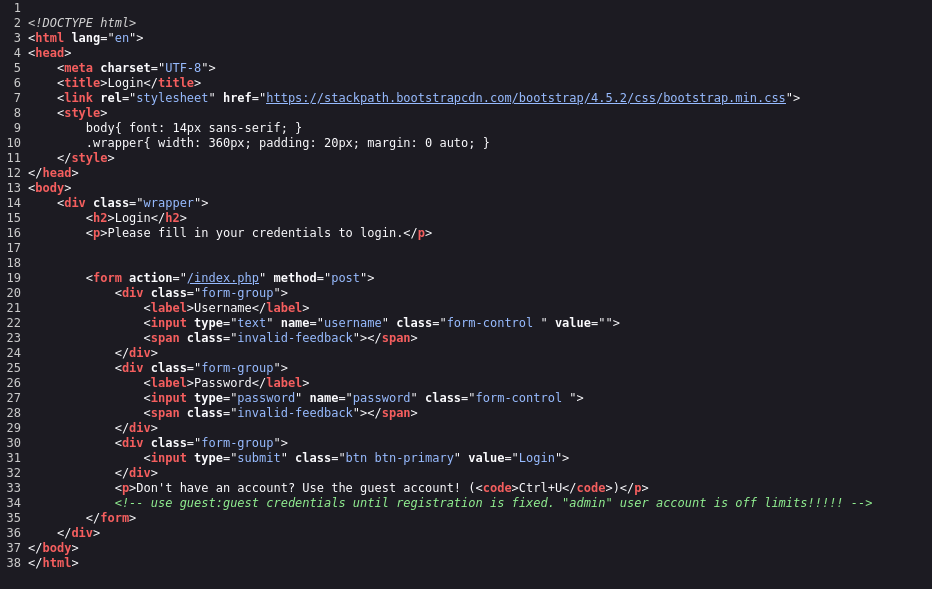 1
2 <!DOCTYPE html>
3 <html lang="en">
4 <head>
5     <meta charset="UTF-8">
6     <title>Login</title>
7     <link rel="stylesheet" href="https://stackpath.bootstrapcdn.com/bootstrap/4.5.2/css/bootstrap.min.css">
8     <style>
9         body{ font: 14px sans-serif; }
10         .wrapper{ width: 360px; padding: 20px; margin: 0 auto; }
11     </style>
12 </head>
13 <body>
14     <div class="wrapper">
15         <h2>Login</h2>
16         <p>Please fill in your credentials to login.</p>
17
18
19         <form action="/index.php" method="post">
20             <div class="form-group">
21                 <label>Username</label>
22                 <input type="text" name="username" class="form-control " value="">
23                 <span class="invalid-feedback"></span>
24             </div>
25             <div class="form-group">
26                 <label>Password</label>
27                 <input type="password" name="password" class="form-control ">
28                 <span class="invalid-feedback"></span>
29             </div>
30             <div class="form-group">
31                 <input type="submit" class="btn btn-primary" value="Login">
32             </div>
33             <p>Don't have an account? Use the guest account! (<code>Ctrl+U</code>)</p>
34             <!-- use guest:guest credentials until registration is fixed. "admin" user account is off limits!!!!! -->
35         </form>
36     </div>
37 </body>
38 </html>